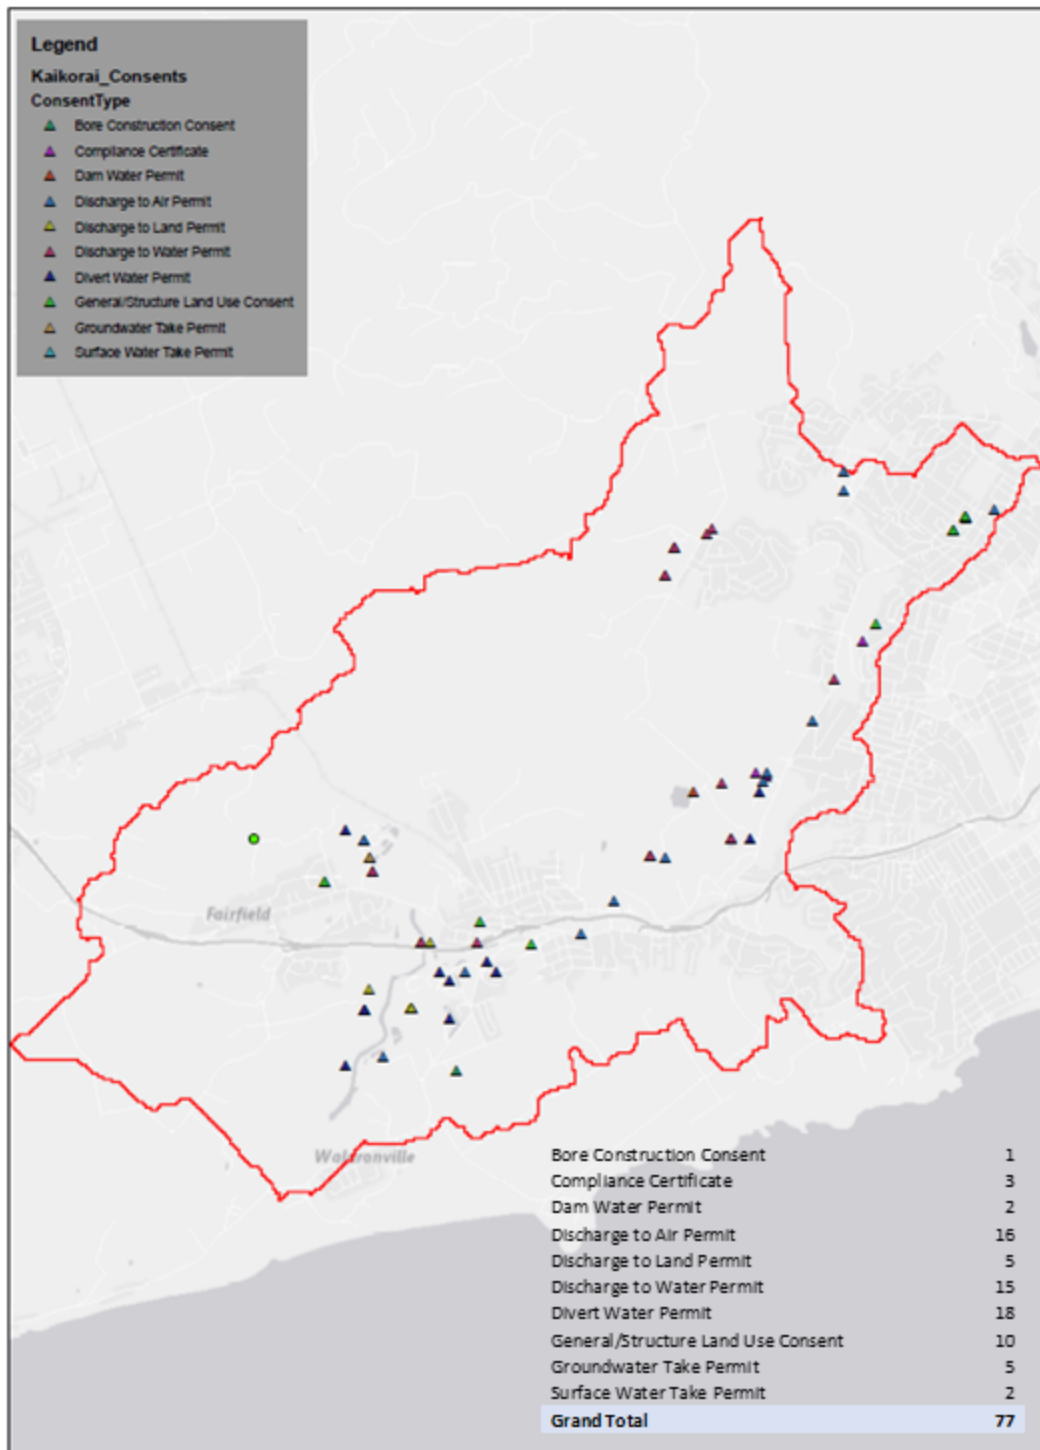 Legend
Kaikorai_Consents
ConsentType
Bore Construction Consent
Compliance Certificate
Dam Water Permit
Discharge to Air Permit
Discharge to Land Permit
Discharge to Water Permit
Divert Water Permit
General/Structure Land Use Consent
Groundwater Take Permit
Surface Water Take Permit
Fairfield
Waldronville
Bore Construction Consent 1
Compliance Certificate 3
Dam Water Permit 2
Discharge to Air Permit 16
Discharge to Land Permit 5
Discharge to Water Permit 15
Divert Water Permit 18
General/Structure Land Use Consent 10
Groundwater Take Permit 5
Surface Water Take Permit 2
Grand Total 77